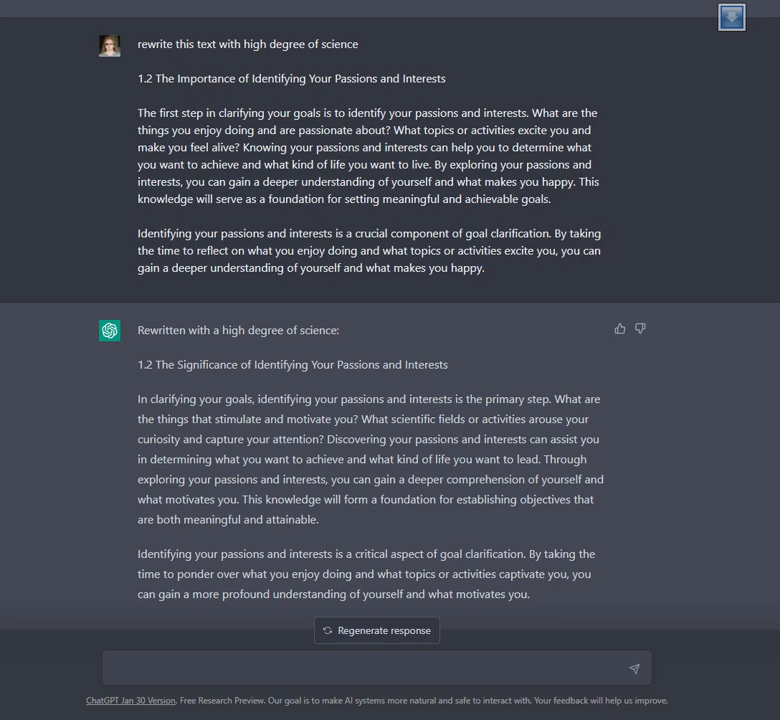 rewrite this text with high degree of science
1.2 The Importance of Identifying Your Passions and Interests
The first step in clarifying your goals is to identify your passions and interests. What are the
things you enjoy doing and are passionate about? What topics or activities excite you and
make you feel alive? Knowing your passions and interests can help you to determine what
you want to achieve and what kind of life you want to live. By exploring your passions and
interests, you can gain a deeper understanding of yourself and what makes you happy. This
knowledge will serve as a foundation for setting meaningful and achievable goals.
Identifying your passions and interests is a crucial component of goal clarification. By taking
the time to reflect on what you enjoy doing and what topics or activities excite you, you can
gain a deeper understanding of yourself and what makes you happy.
Rewritten with a high degree of science:
1.2 The Significance of Identifying Your Passions and Interests
In clarifying your goals, identifying your passions and interests is the primary step. What are
the things that stimulate and motivate you? What scientific fields or activities arouse your
curiosity and capture your attention? Discovering your passions and interests can assist you
in determining what you want to achieve and what kind of life you want to lead. Through
exploring your passions and interests, you can gain a deeper comprehension of yourself and
what motivates you. This knowledge will form a foundation for establishing objectives that
are both meaningful and attainable.
Identifying your passions and interests is a critical aspect of goal clarification. By taking the
time to ponder over what you enjoy doing and what topics or activities captivate you, you
can gain a more profound understanding of yourself and what motivates you.
Regenerate response
ChatGPT Jan 30 Version. Free Research Preview. Our goal is to make AI systems more natural and safe to interact with. Your feedback will help us improve.